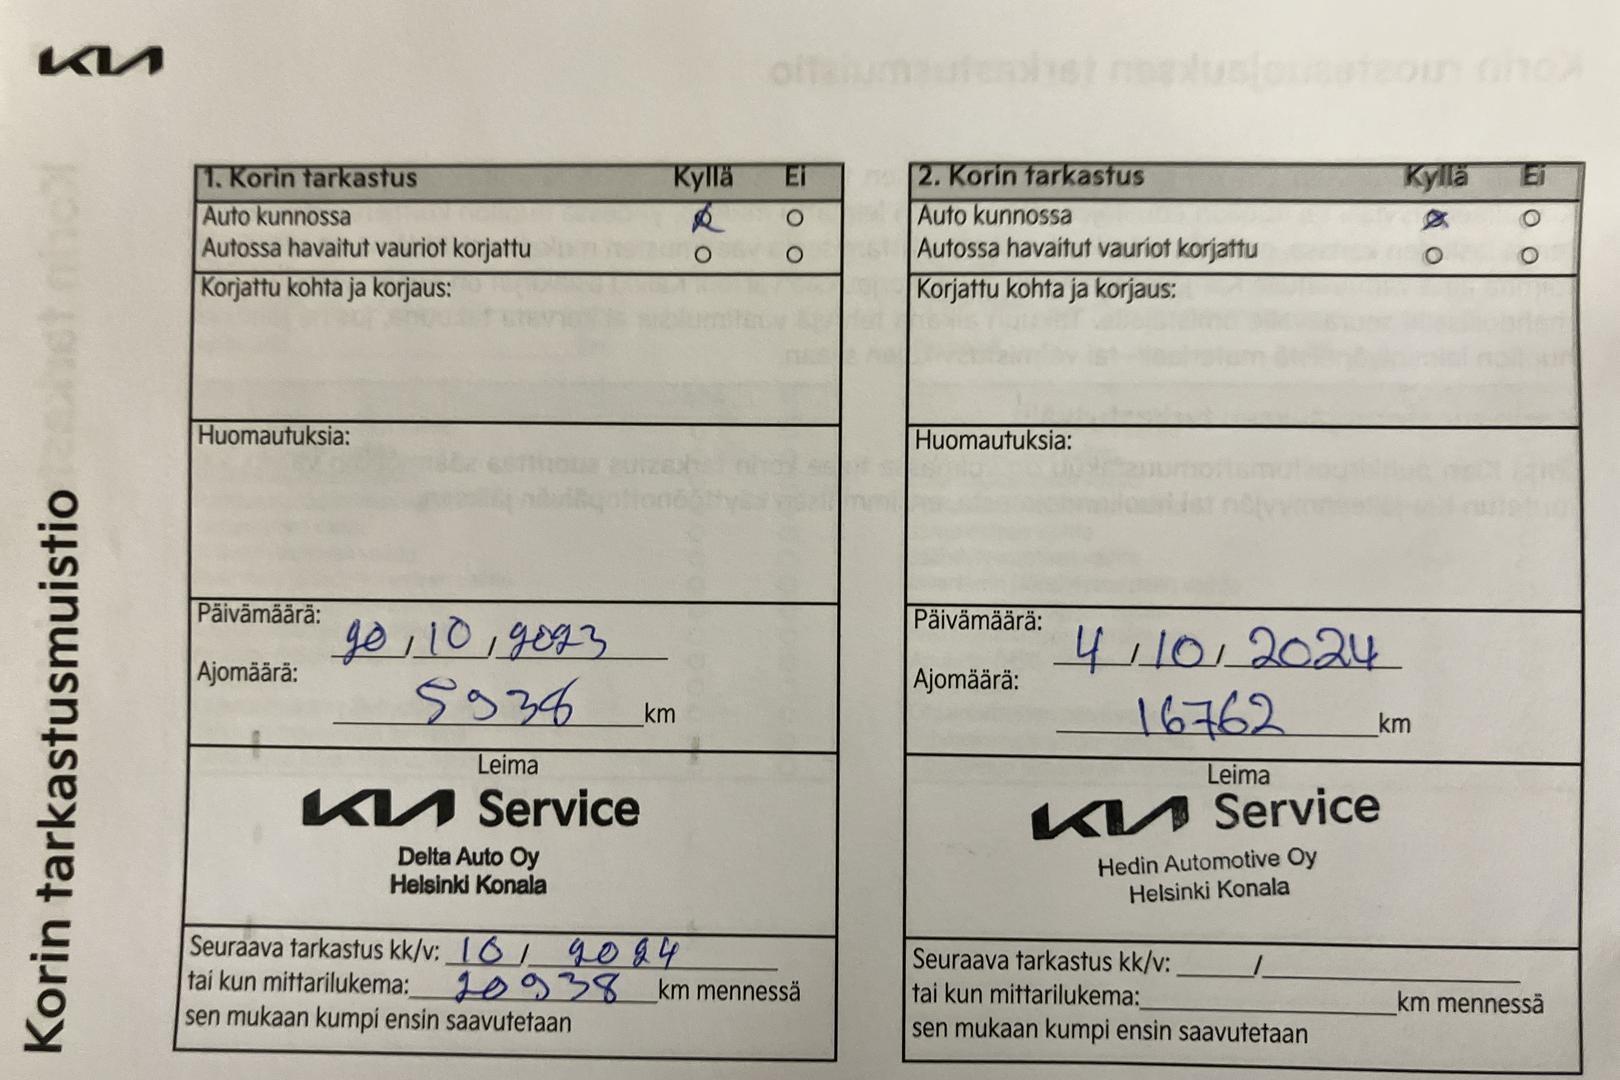 KIA
Korin tarkastusmuistio
1. Korin tarkastus Kyllä Ei
Auto kunnossa
Autossa havaitut vauriot korjattu
Korjattu kohta ja korjaus:
Huomautuksia:
Päivämäärä: 20 / 10 / 2023
Ajomäärä: 5938 km
Leima
KIA Service
Delta Auto Oy
Helsinki Konala
Seuraava tarkastus kk/v: 10 / 2024
tai kun mittarilukema: 20938 km mennessä
sen mukaan kumpi ensin saavutetaan
2. Korin tarkastus Kyllä Ei
Auto kunnossa
Autossa havaitut vauriot korjattu
Korjattu kohta ja korjaus:
Huomautuksia:
Päivämäärä: 4 / 10 / 2024
Ajomäärä: 16762 km
Leima
KIA Service
Hedin Automotive Oy
Helsinki Konala
Seuraava tarkastus kk/v: /
tai kun mittarilukema: km mennessä
sen mukaan kumpi ensin saavutetaan